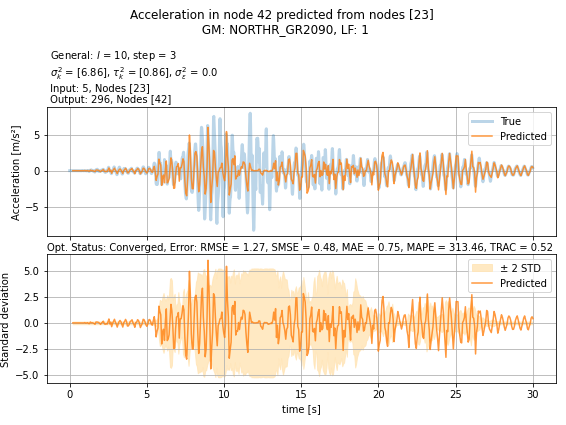 Acceleration in node 42 predicted from nodes [23]
GM: NORTHR_GR2090, LF: 1
General: l = 10, step = 3
σ²ₖ = [6.86], τ²ₖ = [0.86], σ²ε = 0.0
Input: 5, Nodes [23]
Output: 296, Nodes [42]
Acceleration [m/s²]
5
0
−5
True
Predicted
Opt. Status: Converged, Error: RMSE = 1.27, SMSE = 0.48, MAE = 0.75, MAPE = 313.46, TRAC = 0.52
Standard deviation
5.0
2.5
0.0
−2.5
−5.0
± 2 STD
Predicted
0 5 10 15 20 25 30
time [s]